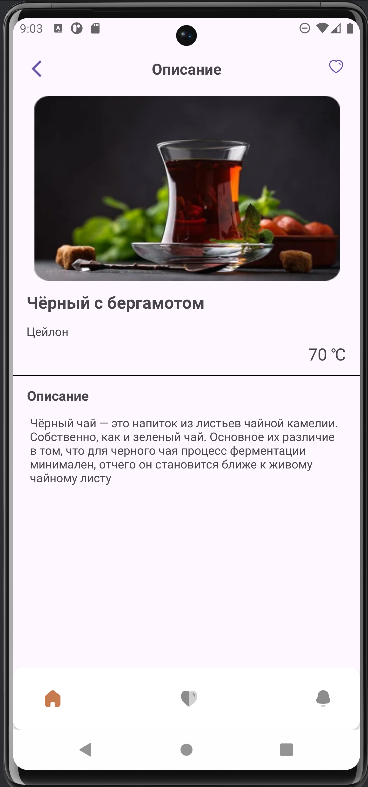 9:03
Описание
Чёрный с бергамотом
Цейлон
70 °C
Описание
Чёрный чай — это напиток из листьев чайной камелии.
Собственно, как и зеленый чай. Основное их различие
в том, что для черного чая процесс ферментации
минимален, отчего он становится ближе к живому
чайному листу